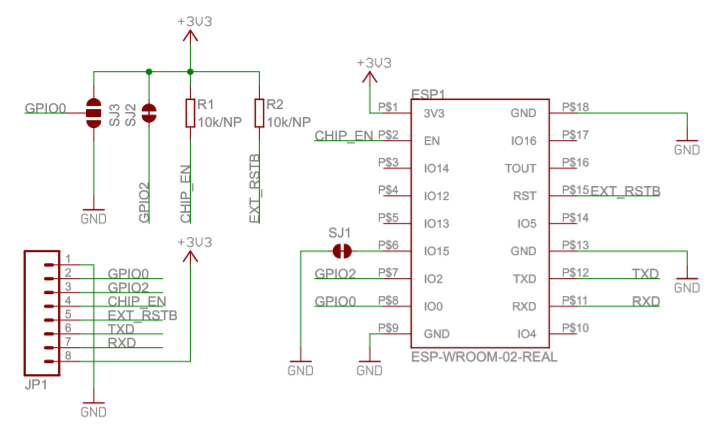 +3V3
GPIO0
SJ3
SJ2
R1
10k/NP
R2
10k/NP
GND
GPIO2
CHIP_EN
EXT_RSTB
+3V3
1
2
3
4
5
6
7
8
GPIO0
GPIO2
CHIP_EN
EXT_RSTB
TXD
RXD
JP1
GND
+3V3
ESP1
P$1 3V3 GND P$18
CHIP_EN P$2 EN IO16 P$17
GND
P$3 IO14 TOUT P$16
P$4 IO12 RST P$15 EXT_RSTB
P$5 IO13 IO5 P$14
SJ1
P$6 IO15 GND P$13
GPIO2 P$7 IO2 TXD P$12 TXD
GND
GPIO0 P$8 IO0 RXD P$11 RXD
P$9 GND IO4 P$10
ESP-WROOM-02-REAL
GND
GND